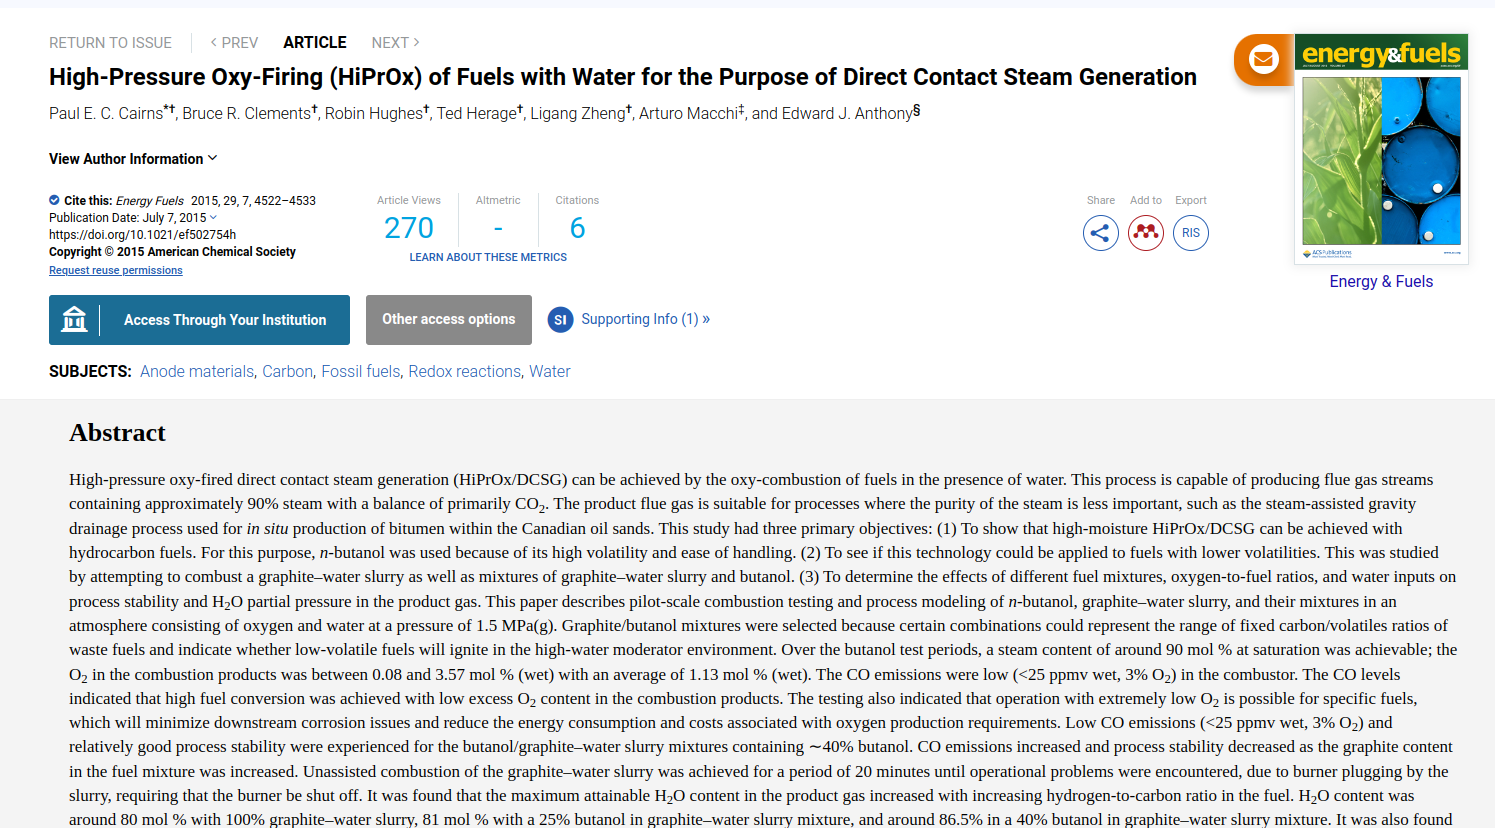 RETURN TO ISSUE < PREV ARTICLE NEXT >
High-Pressure Oxy-Firing (HiPrOx) of Fuels with Water for the Purpose of Direct Contact Steam Generation
Paul E. C. Cairns*†, Bruce R. Clements†, Robin Hughes†, Ted Herage†, Ligang Zheng†, Arturo Macchi‡, and Edward J. Anthony§
View Author Information
Cite this: Energy Fuels 2015, 29, 7, 4522–4533
Publication Date: July 7, 2015
https://doi.org/10.1021/ef502754h
Copyright © 2015 American Chemical Society
Request reuse permissions
Article Views
270
Altmetric
-
Citations
6
LEARN ABOUT THESE METRICS
Share
Add to
Export
RIS
energy&fuels
ACS Publications
Energy & Fuels
Access Through Your Institution
Other access options
SI Supporting Info (1) »
SUBJECTS: Anode materials, Carbon, Fossil fuels, Redox reactions, Water
Abstract
High-pressure oxy-fired direct contact steam generation (HiPrOx/DCSG) can be achieved by the oxy-combustion of fuels in the presence of water. This process is capable of producing flue gas streams
containing approximately 90% steam with a balance of primarily CO2. The product flue gas is suitable for processes where the purity of the steam is less important, such as the steam-assisted gravity
drainage process used for in situ production of bitumen within the Canadian oil sands. This study had three primary objectives: (1) To show that high-moisture HiPrOx/DCSG can be achieved with
hydrocarbon fuels. For this purpose, n-butanol was used because of its high volatility and ease of handling. (2) To see if this technology could be applied to fuels with lower volatilities. This was studied
by attempting to combust a graphite–water slurry as well as mixtures of graphite–water slurry and butanol. (3) To determine the effects of different fuel mixtures, oxygen-to-fuel ratios, and water inputs on
process stability and H2O partial pressure in the product gas. This paper describes pilot-scale combustion testing and process modeling of n-butanol, graphite–water slurry, and their mixtures in an
atmosphere consisting of oxygen and water at a pressure of 1.5 MPa(g). Graphite/butanol mixtures were selected because certain combinations could represent the range of fixed carbon/volatiles ratios of
waste fuels and indicate whether low-volatile fuels will ignite in the high-water moderator environment. Over the butanol test periods, a steam content of around 90 mol % at saturation was achievable; the
O2 in the combustion products was between 0.08 and 3.57 mol % (wet) with an average of 1.13 mol % (wet). The CO emissions were low (<25 ppmv wet, 3% O2) in the combustor. The CO levels
indicated that high fuel conversion was achieved with low excess O2 content in the combustion products. The testing also indicated that operation with extremely low O2 is possible for specific fuels,
which will minimize downstream corrosion issues and reduce the energy consumption and costs associated with oxygen production requirements. Low CO emissions (<25 ppmv wet, 3% O2) and
relatively good process stability were experienced for the butanol/graphite–water slurry mixtures containing ∼40% butanol. CO emissions increased and process stability decreased as the graphite content
in the fuel mixture was increased. Unassisted combustion of the graphite–water slurry was achieved for a period of 20 minutes until operational problems were encountered, due to burner plugging by the
slurry, requiring that the burner be shut off. It was found that the maximum attainable H2O content in the product gas increased with increasing hydrogen-to-carbon ratio in the fuel. H2O content was
around 80 mol % with 100% graphite–water slurry, 81 mol % with a 25% butanol in graphite–water slurry mixture, and around 86.5% in a 40% butanol in graphite–water slurry mixture. It was also found